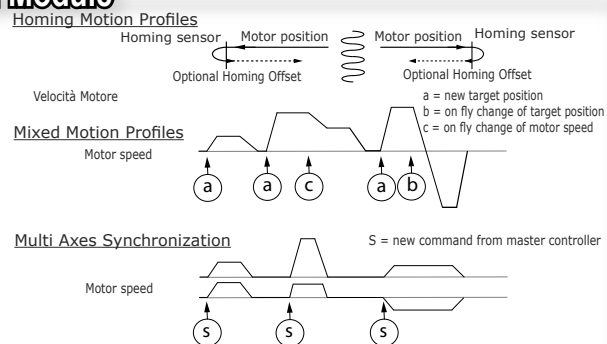 Module
Homing Motion Profiles
Homing sensor Motor position Motor position Homing sensor
Optional Homing Offset Optional Homing Offset
Velocità Motore
a = new target position
b = on fly change of target position
c = on fly change of motor speed
Mixed Motion Profiles
Motor speed
a a c a b
Multi Axes Synchronization
S = new command from master controller
Motor speed
s s s